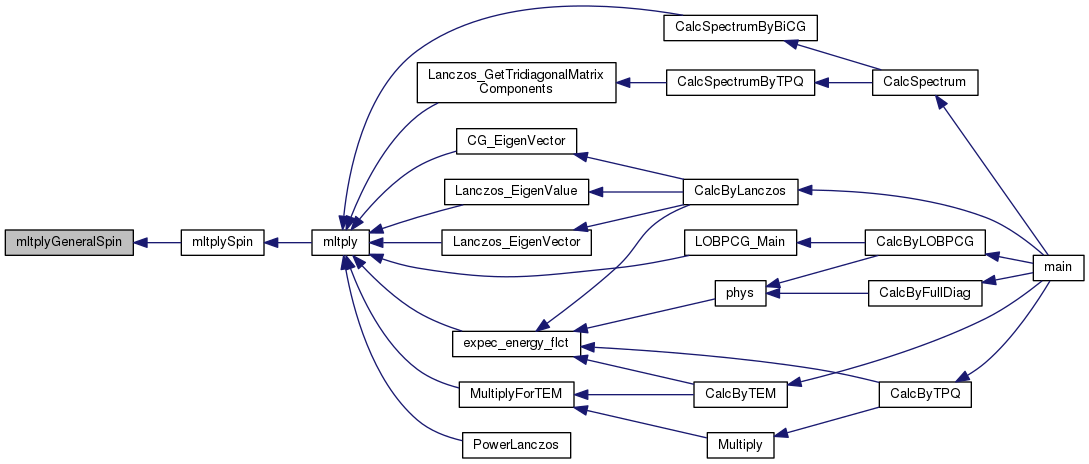 mltplyGeneralSpin
mltplySpin
mltply
CalcSpectrumByBiCG
Lanczos_GetTridiagonalMatrix
Components
CG_EigenVector
Lanczos_EigenValue
Lanczos_EigenVector
expec_energy_flct
MultiplyForTEM
PowerLanczos
CalcSpectrumByTPQ
CalcByLanczos
LOBPCG_Main
phys
CalcByTEM
Multiply
CalcSpectrum
CalcByLOBPCG
CalcByFullDiag
CalcByTPQ
main